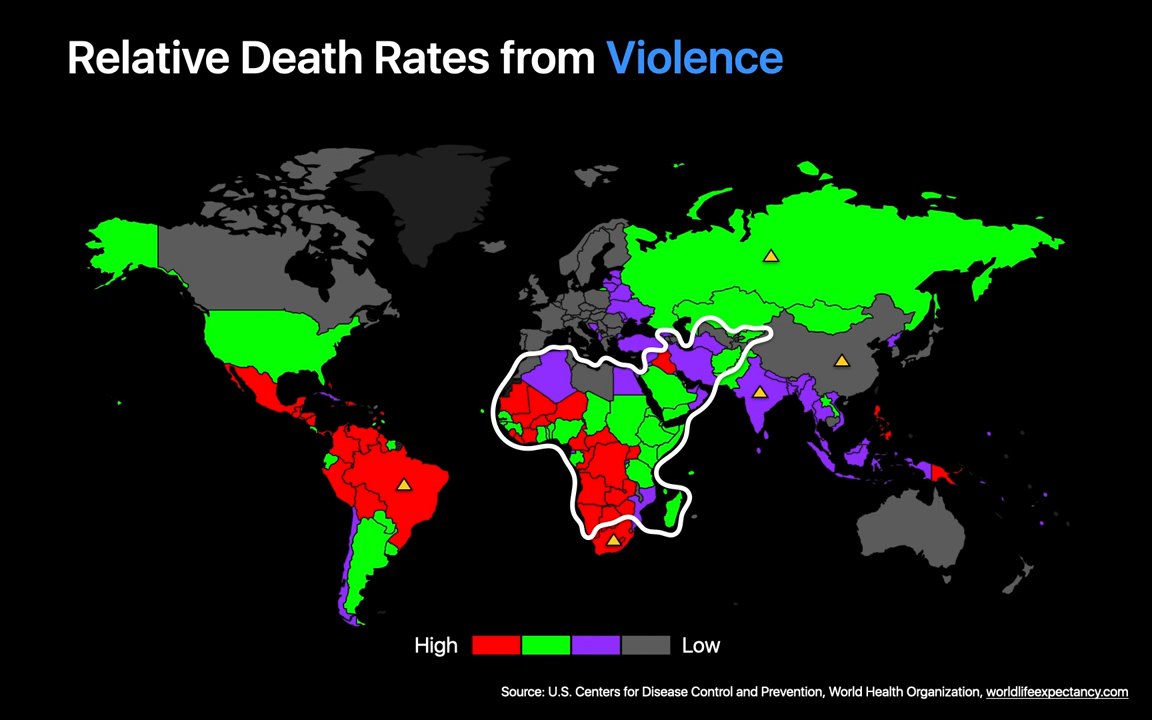 Relative Death Rates from Violence
High Low
Source: U.S. Centers for Disease Control and Prevention, World Health Organization, worldlifeexpectancy.com